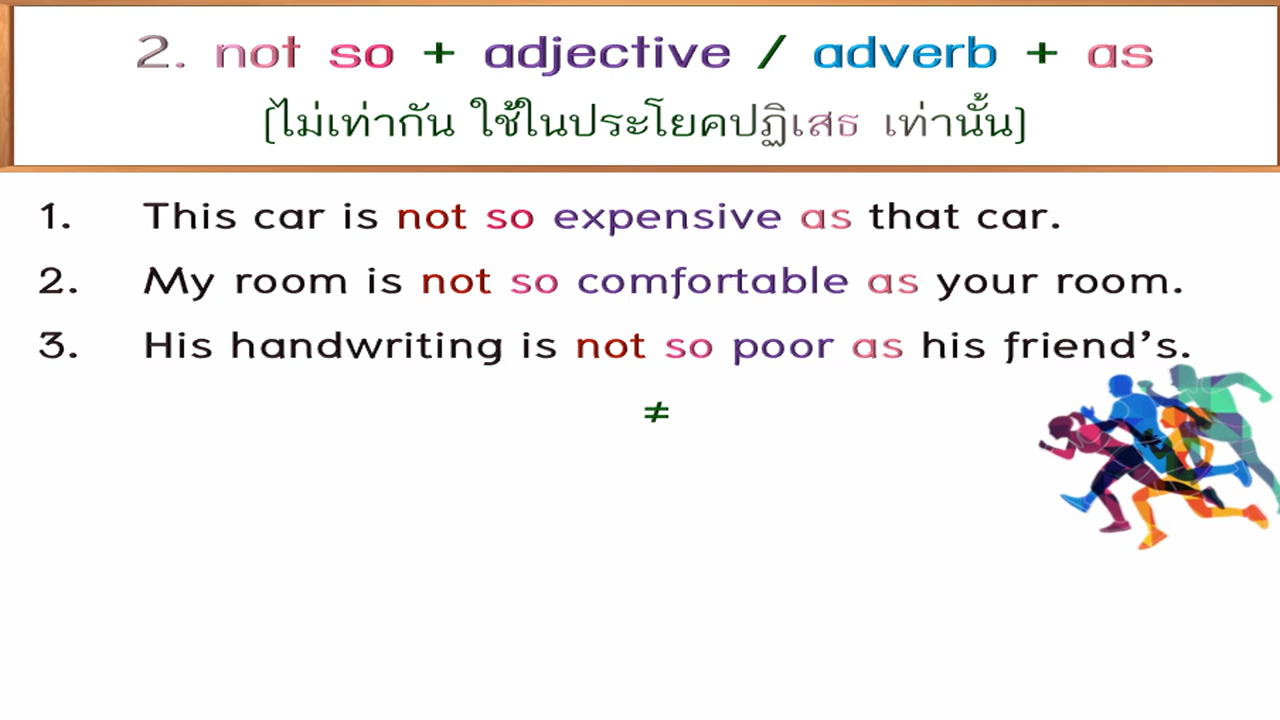 2. not so + adjective / adverb + as
(ไม่เท่ากัน ใช้ในประโยคปฏิเสธ เท่านั้น)
1. This car is not so expensive as that car.
2. My room is not so comfortable as your room.
3. His handwriting is not so poor as his friend’s.
≠